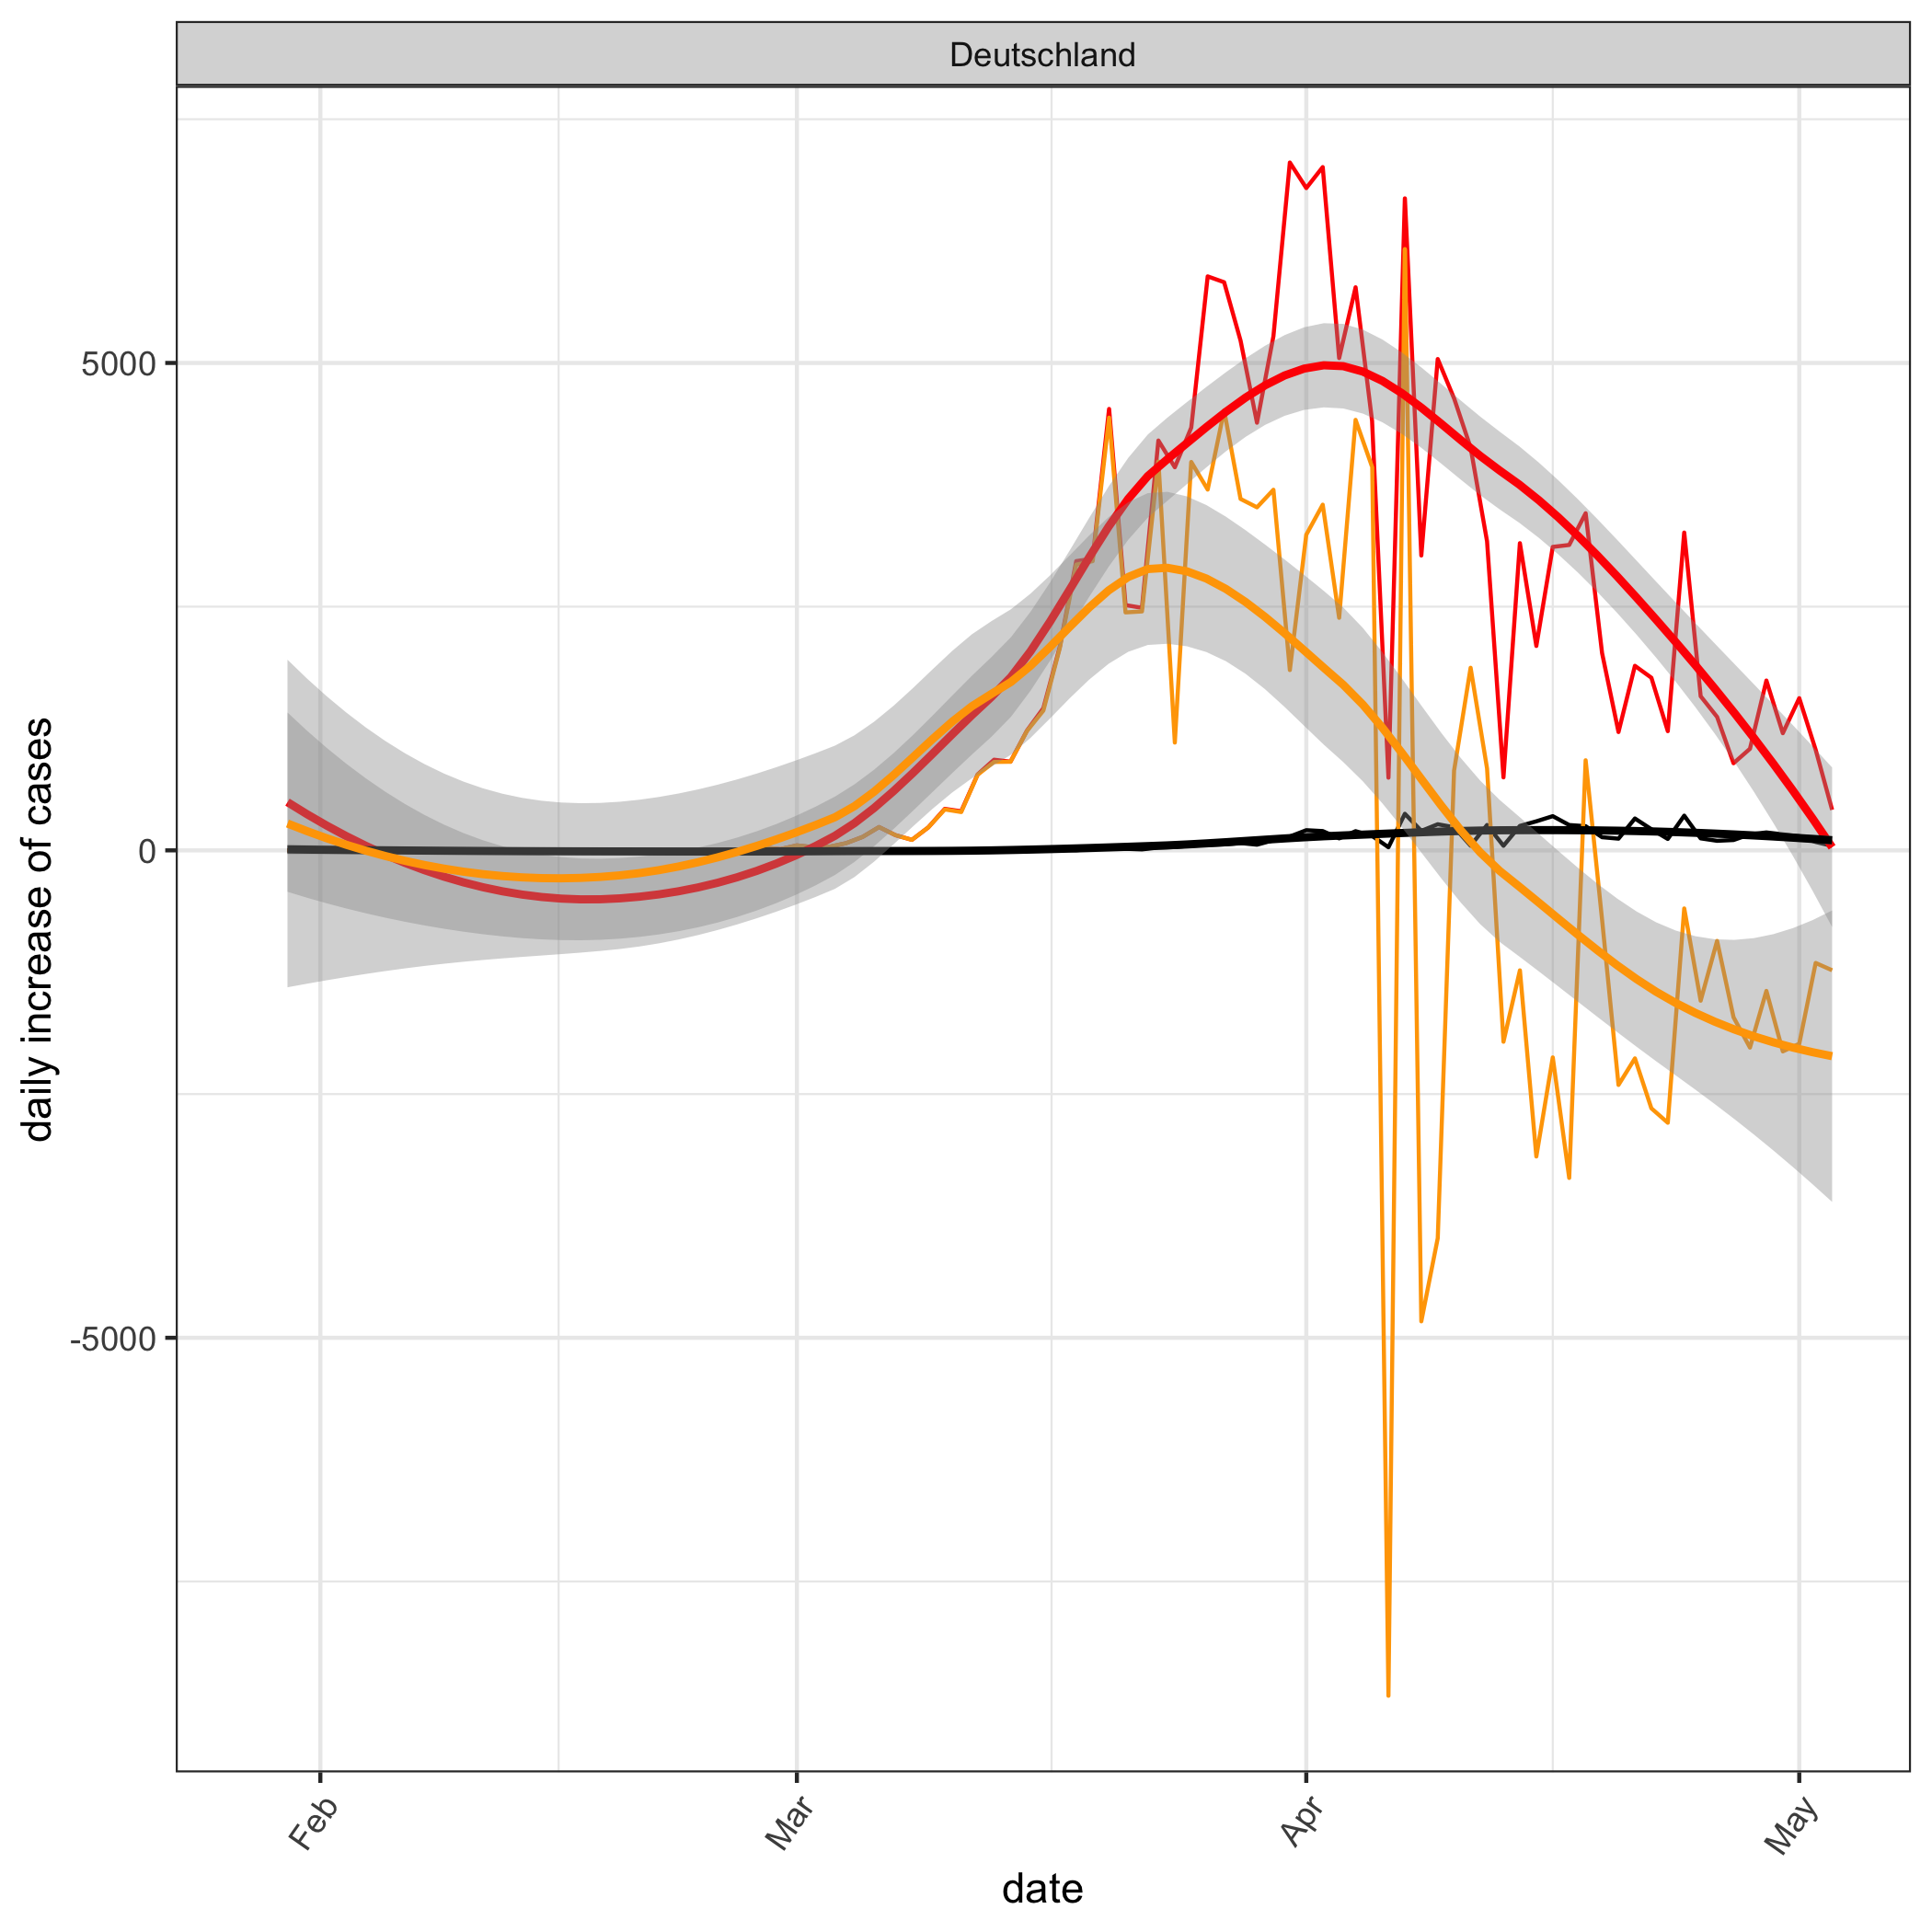 Deutschland
daily increase of cases
5000
0
-5000
Feb
Mar
Apr
May
date